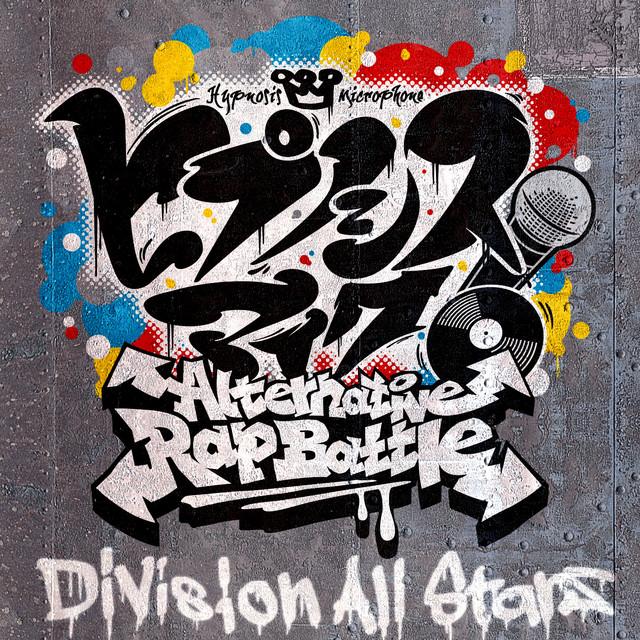 Hypnosis Microphone
ヒプノシス
マイク
Alternative
Rap Battle
Division All Stars